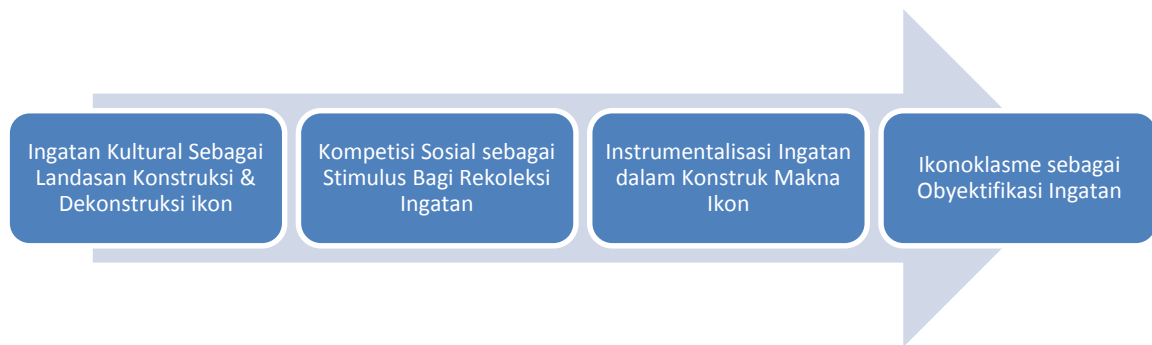 Ingatan Kultural Sebagai
Landasan Konstruksi &
Dekonstruksi ikon
Kompetisi Sosial sebagai
Stimulus Bagi Rekoleksi
Ingatan
Instrumentalisasi Ingatan
dalam Konstruk Makna
Ikon
Ikonoklasme sebagai
Obyektifikasi Ingatan